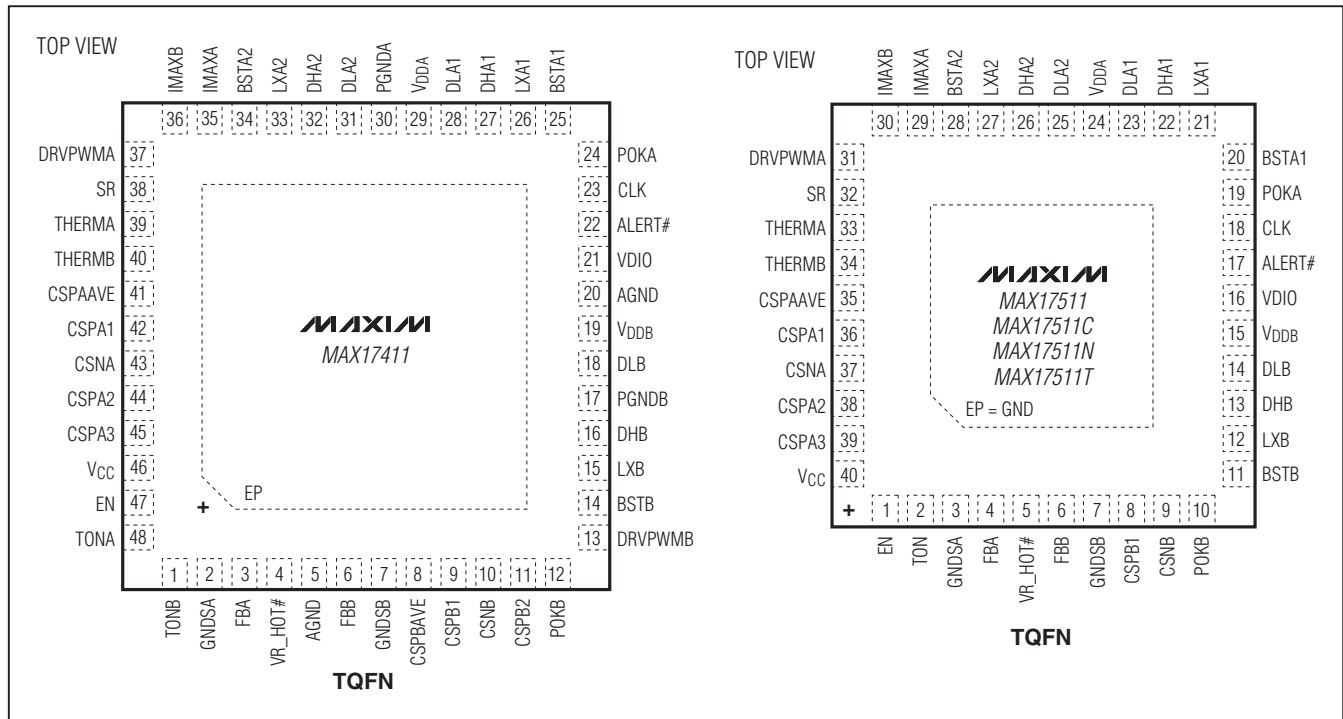 TOP VIEW
IMAXB
IMAXA
BSTA2
LXA2
DHA2
DLA2
PGNDA
VDDA
DLA1
DHA1
LXA1
BSTA1
36 35 34 33 32 31 30 29 28 27 26 25
DRVPWMA 37
SR 38
THERMA 39
THERMB 40
CSPAAVE 41
CSPA1 42
CSNA 43
CSPA2 44
CSPA3 45
VCC 46
EN 47
TONA 48
MAXIM
MAX17411
EP
+
24 POKA
23 CLK
22 ALERT#
21 VDIO
20 AGND
19 VDDB
18 DLB
17 PGNDB
16 DHB
15 LXB
14 BSTB
13 DRVPWMB
1 2 3 4 5 6 7 8 9 10 11 12
TONB
GNDSA
FBA
VR_HOT#
AGND
FBB
GNDSB
CSPBAVE
CSPB1
CSNB
CSPB2
POKB
TQFN
TOP VIEW
IMAXB
IMAXA
BSTA2
LXA2
DHA2
DLA2
VDDA
DLA1
DHA1
LXA1
30 29 28 27 26 25 24 23 22 21
DRVPWMA 31
SR 32
THERMA 33
THERMB 34
CSPAAVE 35
CSPA1 36
CSNA 37
CSPA2 38
CSPA3 39
VCC 40
MAXIM
MAX17511
MAX17511C
MAX17511N
MAX17511T
EP = GND
20 BSTA1
19 POKA
18 CLK
17 ALERT#
16 VDIO
15 VDDB
14 DLB
13 DHB
12 LXB
11 BSTB
+ 1 2 3 4 5 6 7 8 9 10
EN
TON
GNDSA
FBA
VR_HOT#
FBB
GNDSB
CSPB1
CSNB
POKB
TQFN